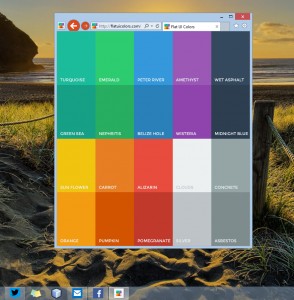 http://flatuicolors.com/
Flat UI Colors
TURQUOISE EMERALD PETER RIVER AMETHYST WET ASPHALT
GREEN SEA NEPHRITIS BELIZE HOLE WISTERIA MIDNIGHT BLUE
SUN FLOWER CARROT ALIZARIN CLOUDS CONCRETE
ORANGE PUMPKIN POMEGRANATE SILVER ASBESTOS